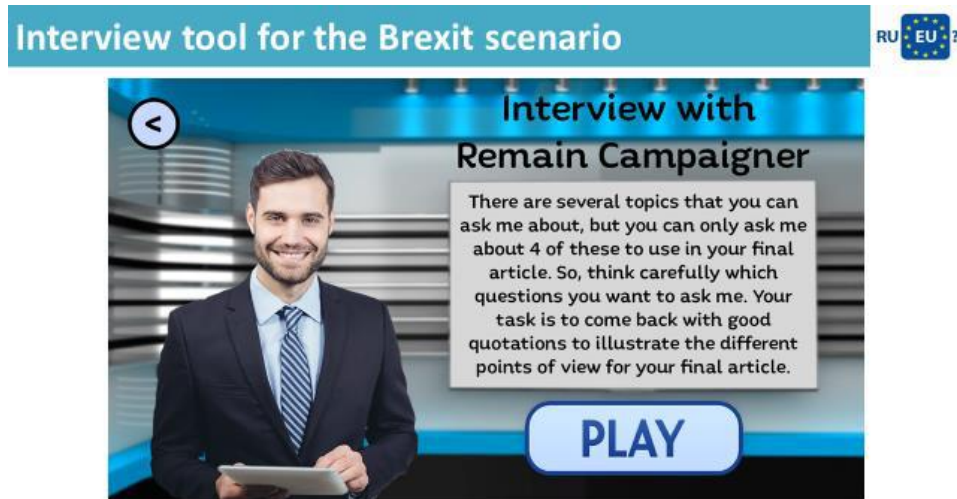 Interview tool for the Brexit scenario
RU EU ?
<
Interview with
Remain Campaigner
There are several topics that you can
ask me about, but you can only ask me
about 4 of these to use in your final
article. So, think carefully which
questions you want to ask me. Your
task is to come back with good
quotations to illustrate the different
points of view for your final article.
PLAY